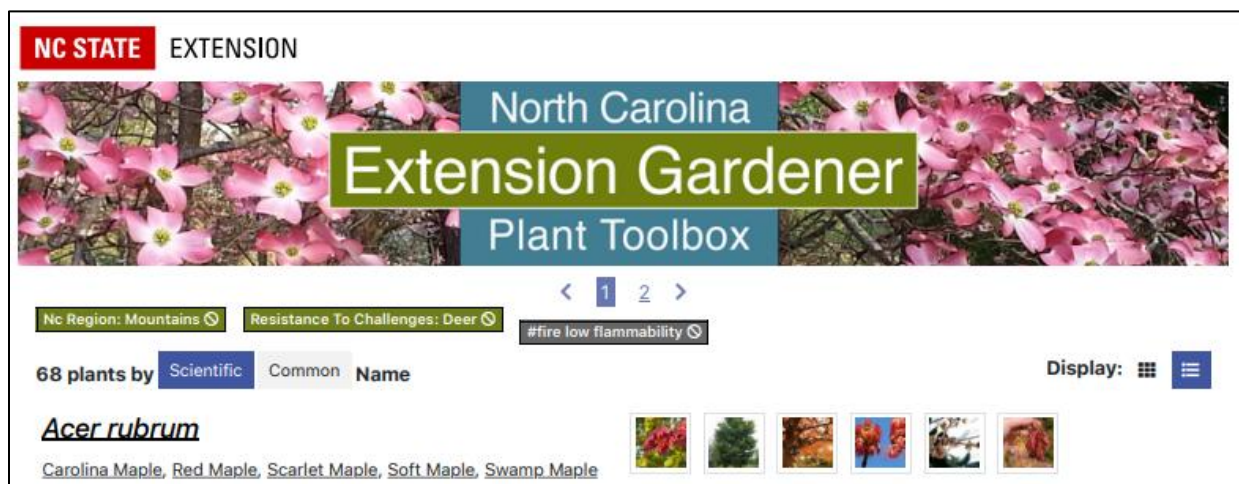 NC STATE EXTENSION
North Carolina
Extension Gardener
Plant Toolbox
1 2
Nc Region: Mountains Resistance To Challenges: Deer #fire low flammability
68 plants by Scientific Common Name Display:
Acer rubrum
Carolina Maple, Red Maple, Scarlet Maple, Soft Maple, Swamp Maple